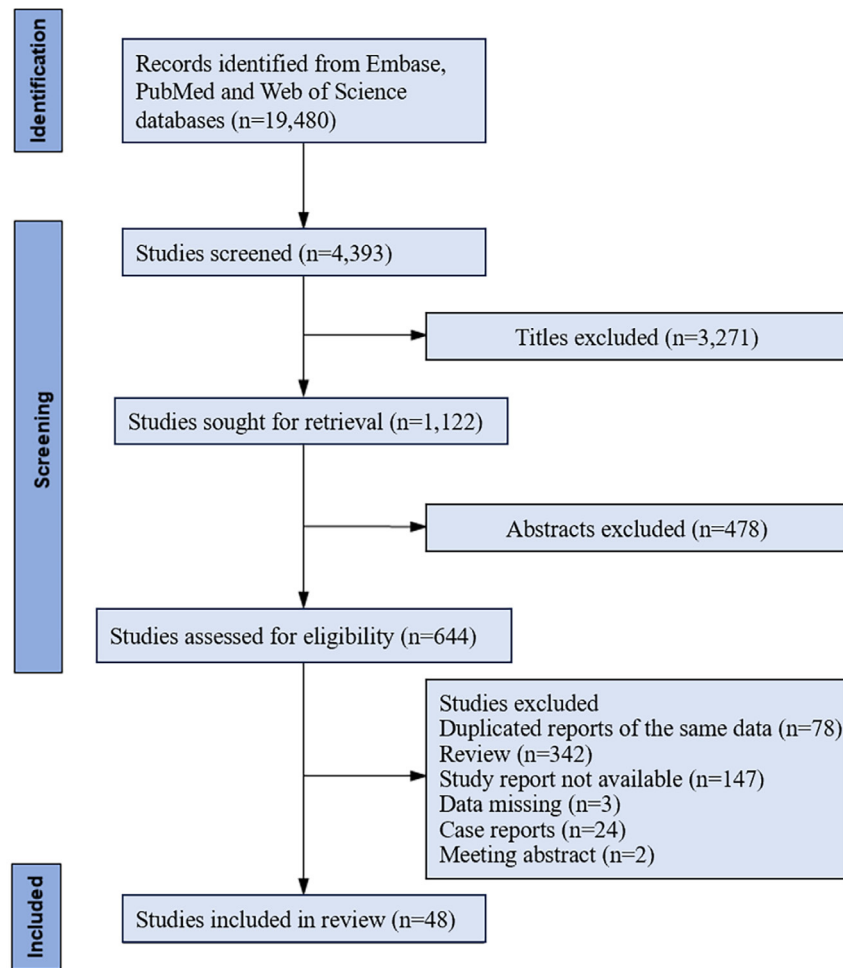 Identification
Records identified from Embase,
PubMed and Web of Science
databases (n=19,480)
Screening
Studies screened (n=4,393)
Titles excluded (n=3,271)
Studies sought for retrieval (n=1,122)
Abstracts excluded (n=478)
Studies assessed for eligibility (n=644)
Studies excluded
Duplicated reports of the same data (n=78)
Review (n=342)
Study report not available (n=147)
Data missing (n=3)
Case reports (n=24)
Meeting abstract (n=2)
Included
Studies included in review (n=48)